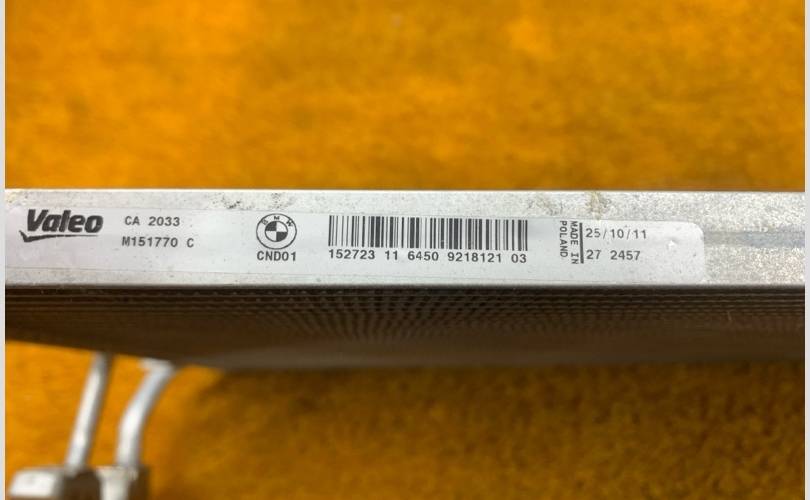 Valeo
CA 2033
M151770 C
BMW
CND01
152723 11 6450 9218121 03
MADE IN
POLAND
25/10/11
27 2457